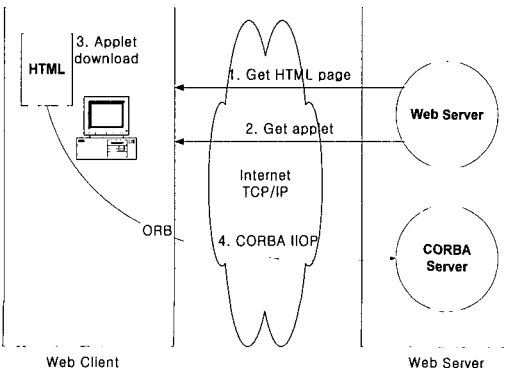 3. Applet
download
HTML
1. Get HTML page
Web Server
2. Get applet
Internet
TCP/IP
ORB
4. CORBA IIOP
CORBA
Server
Web Client
Web Server